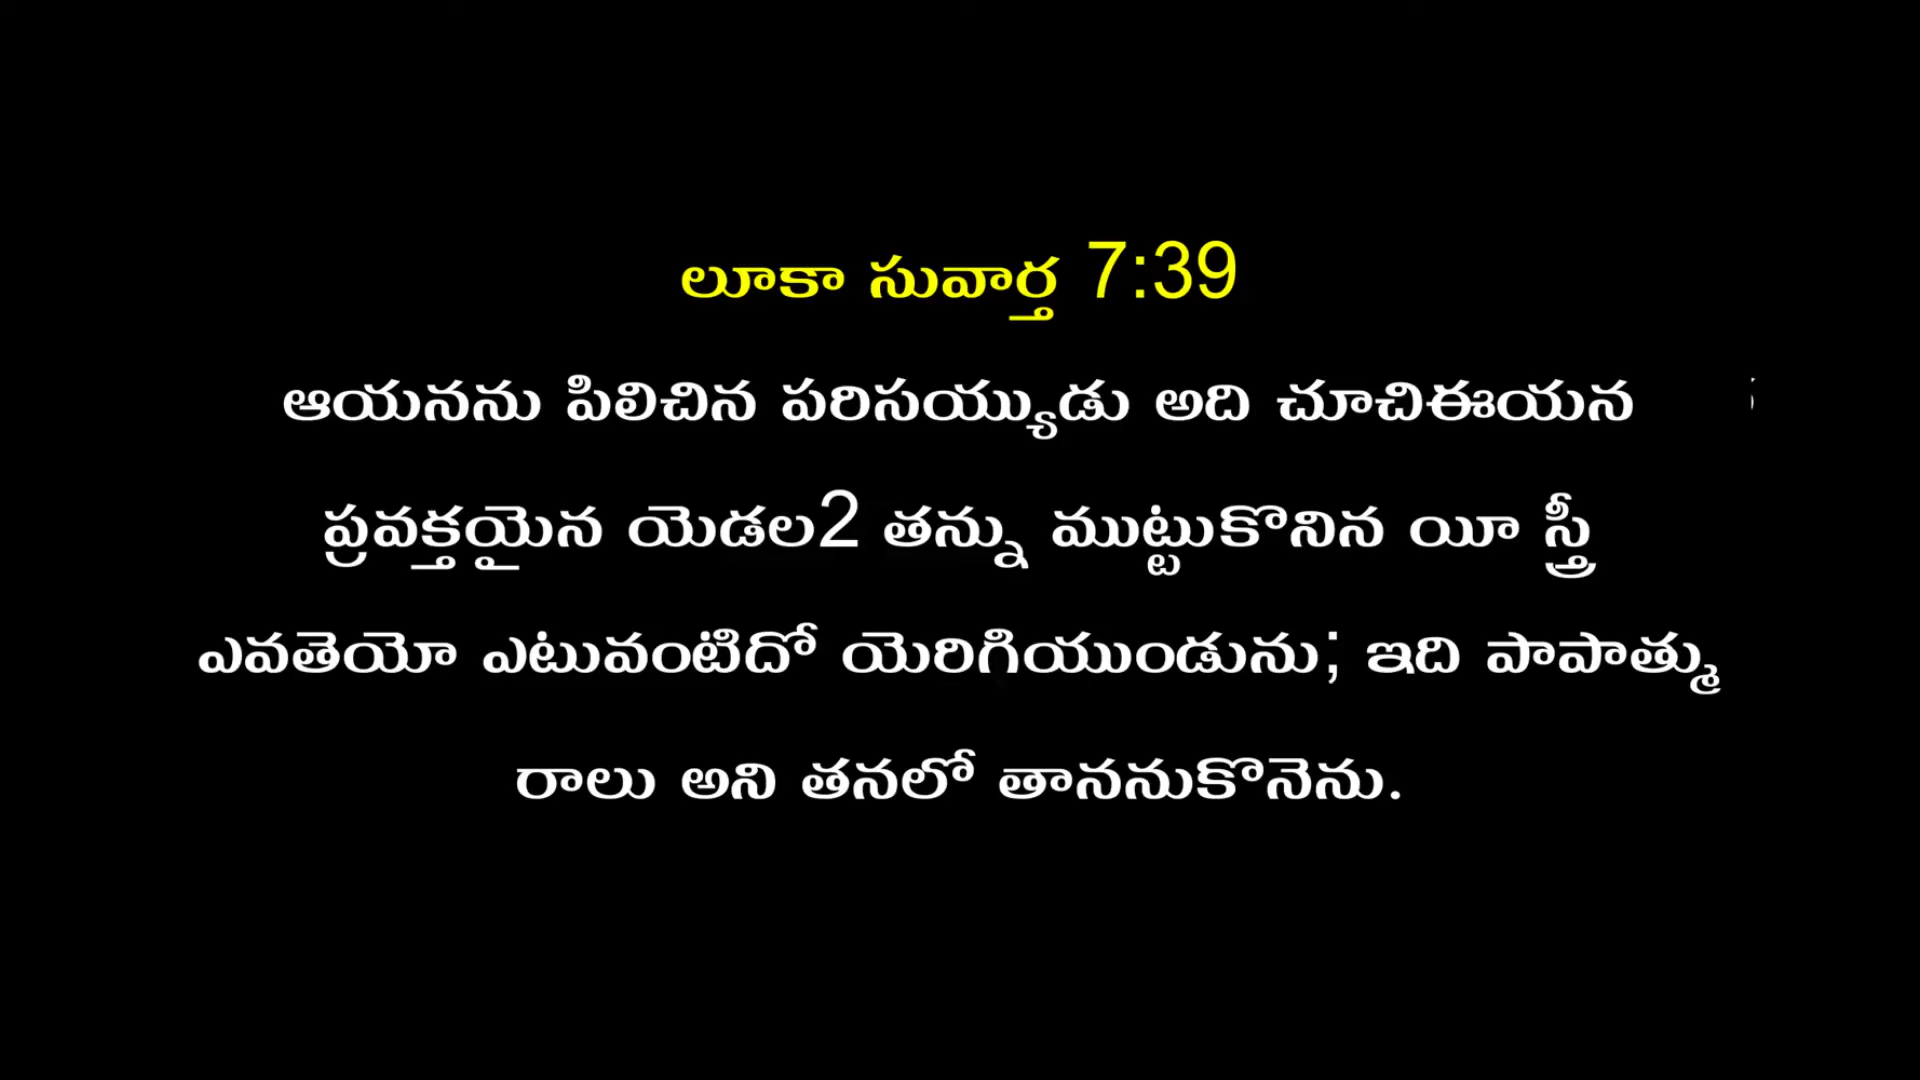 లూకా సువార్త 7:39
ఆయనను పిలిచిన పరిసయ్యుడు అది చూచిఈయన
ప్రవక్తయైన యెడల2 తన్ను ముట్టుకొనిన యీ స్త్రీ
ఎవతెయో ఎటువంటిదో యెరిగియుండును; ఇది పాపాత్ము
రాలు అని తనలో తాననుకొనెను.